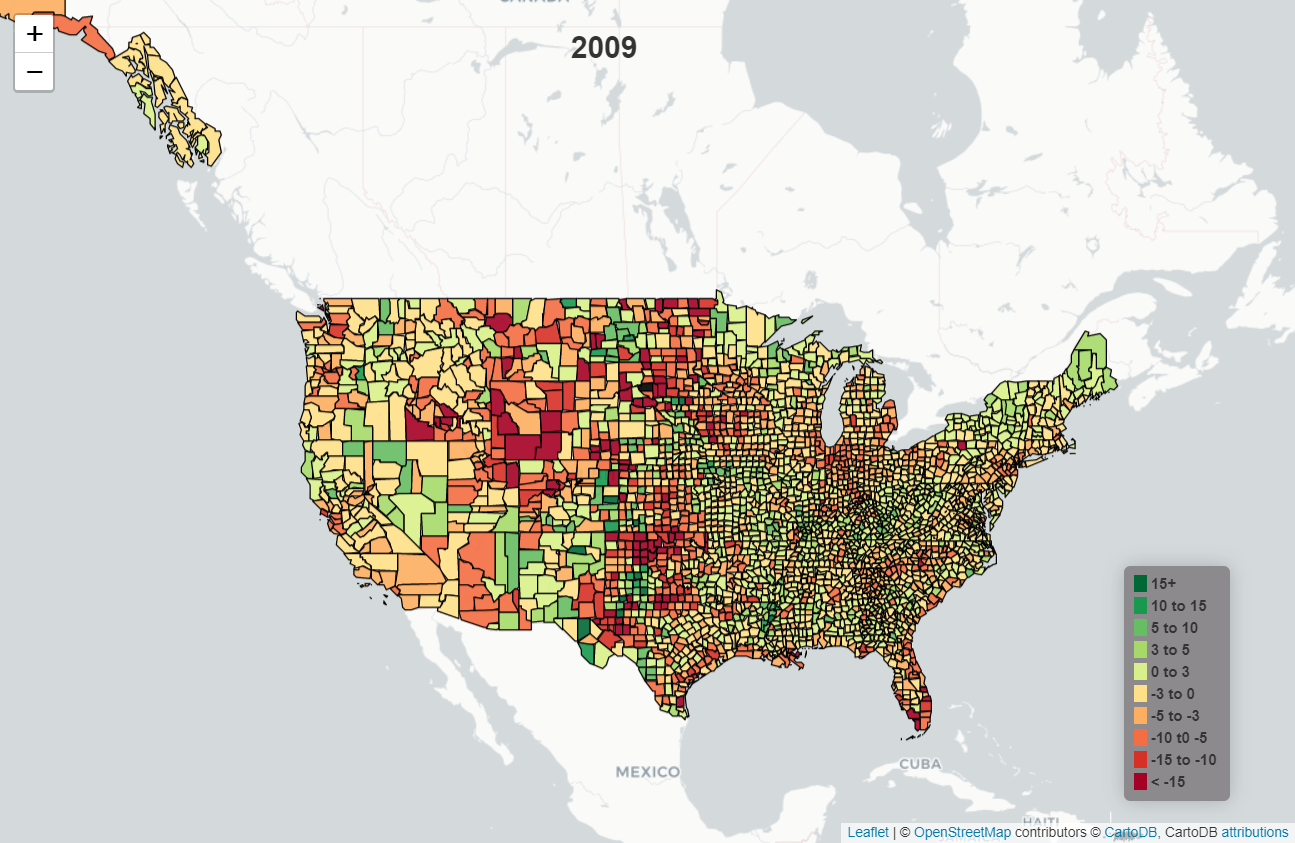 CANADA
+
2009
−
15+
10 to 15
5 to 10
3 to 5
0 to 3
-3 to 0
-5 to -3
-10 t0 -5
-15 to -10
< -15
MEXICO
CUBA
HAITI
Leaflet | © OpenStreetMap contributors © CartoDB, CartoDB attributions